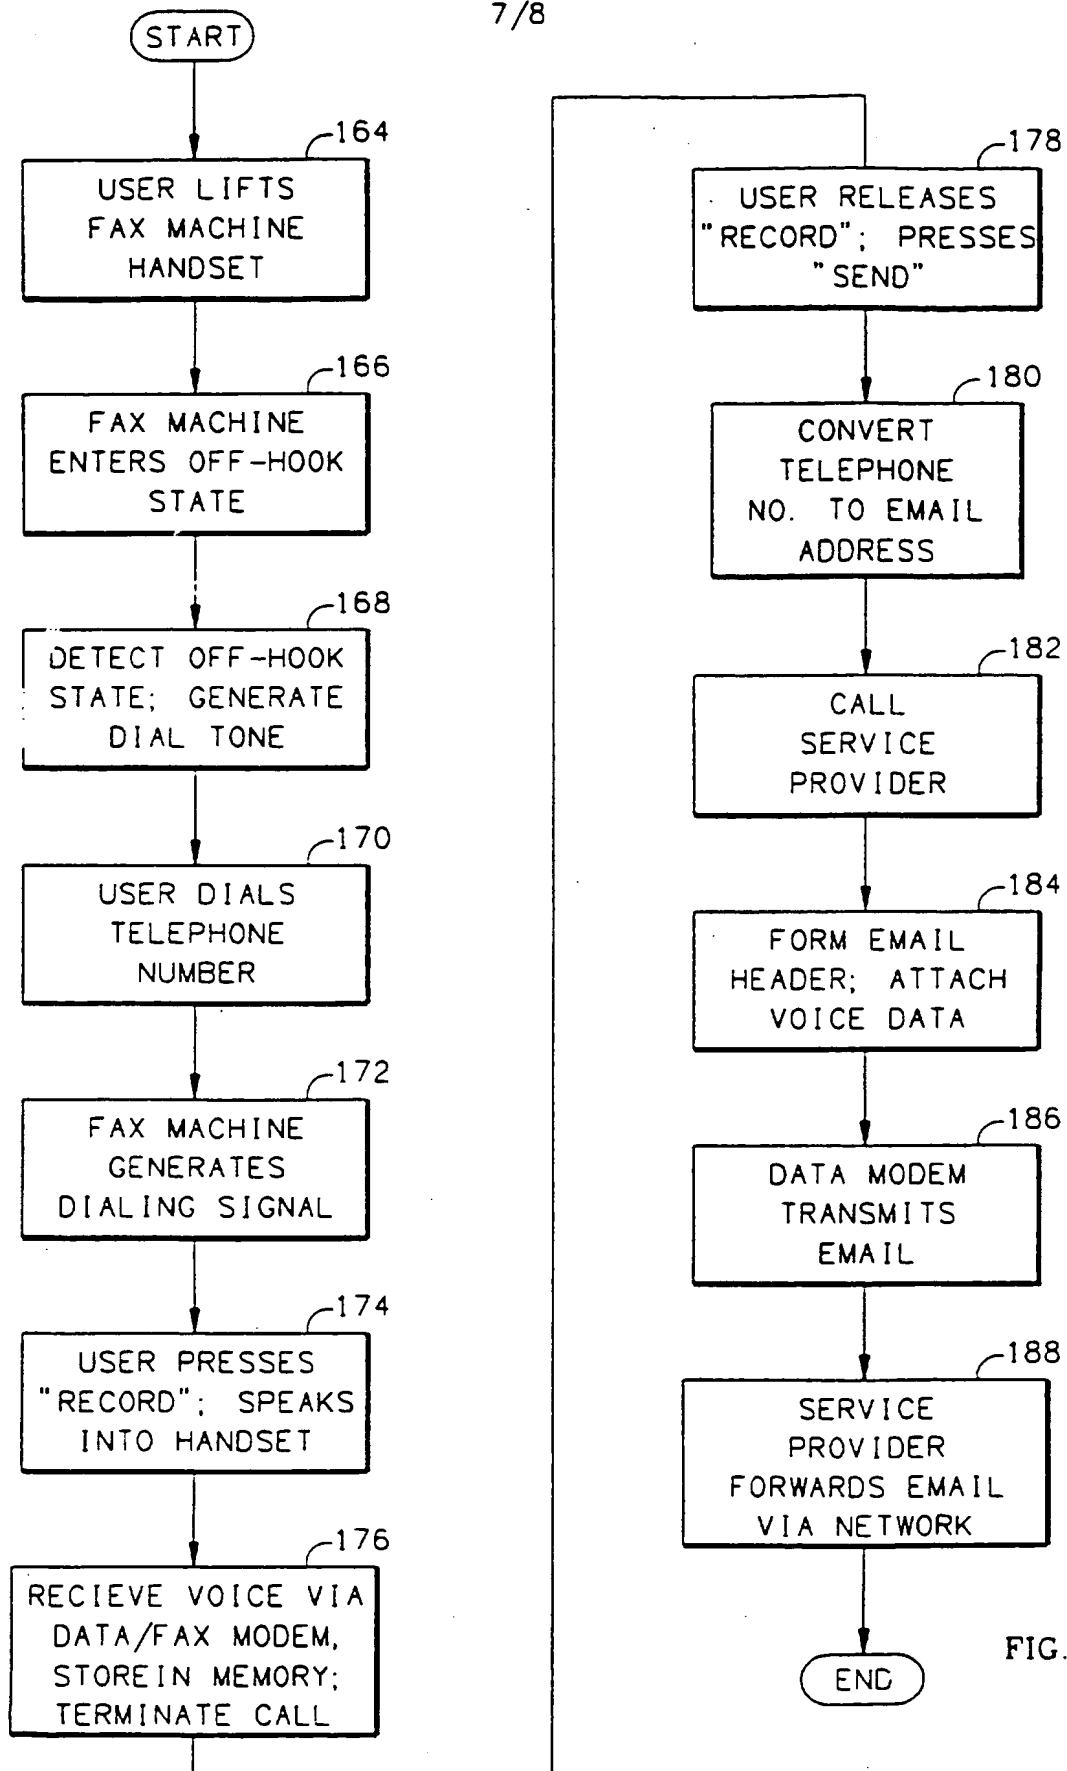 7/8
START
164
USER LIFTS
FAX MACHINE
HANDSET
166
FAX MACHINE
ENTERS OFF-HOOK
STATE
168
DETECT OFF-HOOK
STATE; GENERATE
DIAL TONE
170
USER DIALS
TELEPHONE
NUMBER
172
FAX MACHINE
GENERATES
DIALING SIGNAL
174
USER PRESSES
"RECORD"; SPEAKS
INTO HANDSET
176
RECIEVE VOICE VIA
DATA/FAX MODEM,
STOREIN MEMORY;
TERMINATE CALL
178
USER RELEASES
"RECORD"; PRESSES
"SEND"
180
CONVERT
TELEPHONE
NO. TO EMAIL
ADDRESS
182
CALL
SERVICE
PROVIDER
184
FORM EMAIL
HEADER; ATTACH
VOICE DATA
186
DATA MODEM
TRANSMITS
EMAIL
188
SERVICE
PROVIDER
FORWARDS EMAIL
VIA NETWORK
END
FIG.